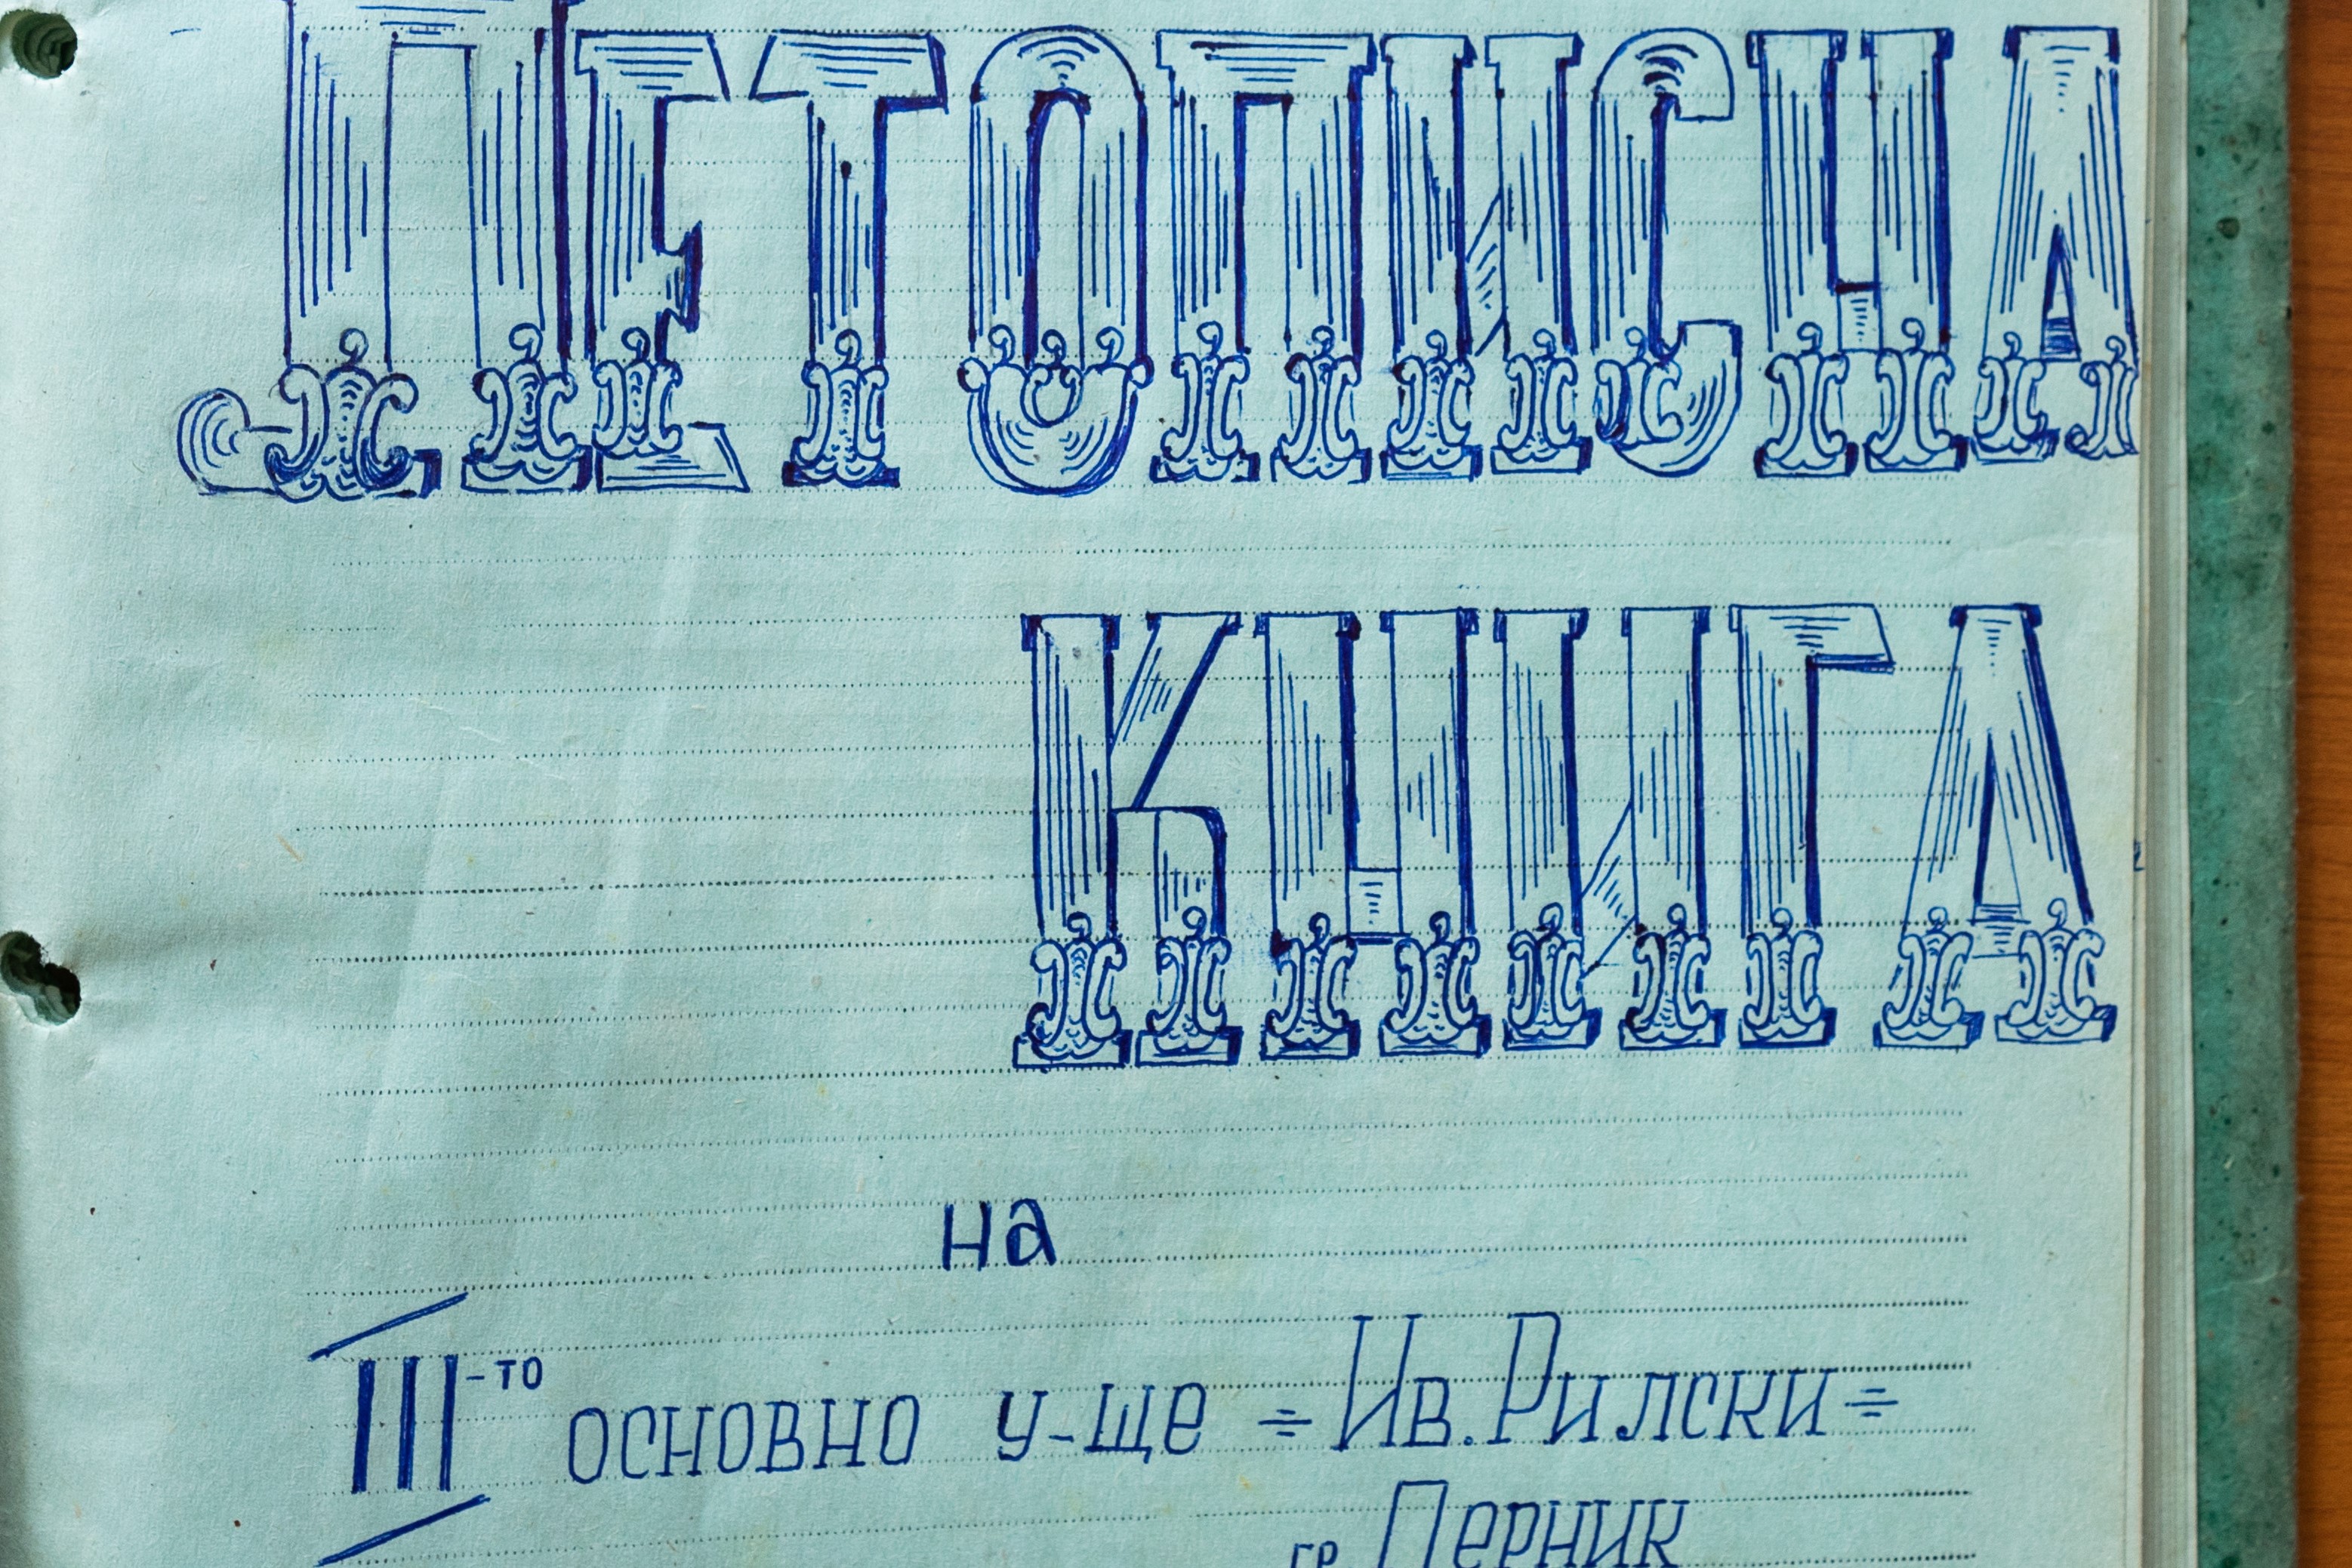 ЛЕТОПИСНА
КНИГА
на
III-то основно у-ще =Ив. Рилски=
гр. Перник